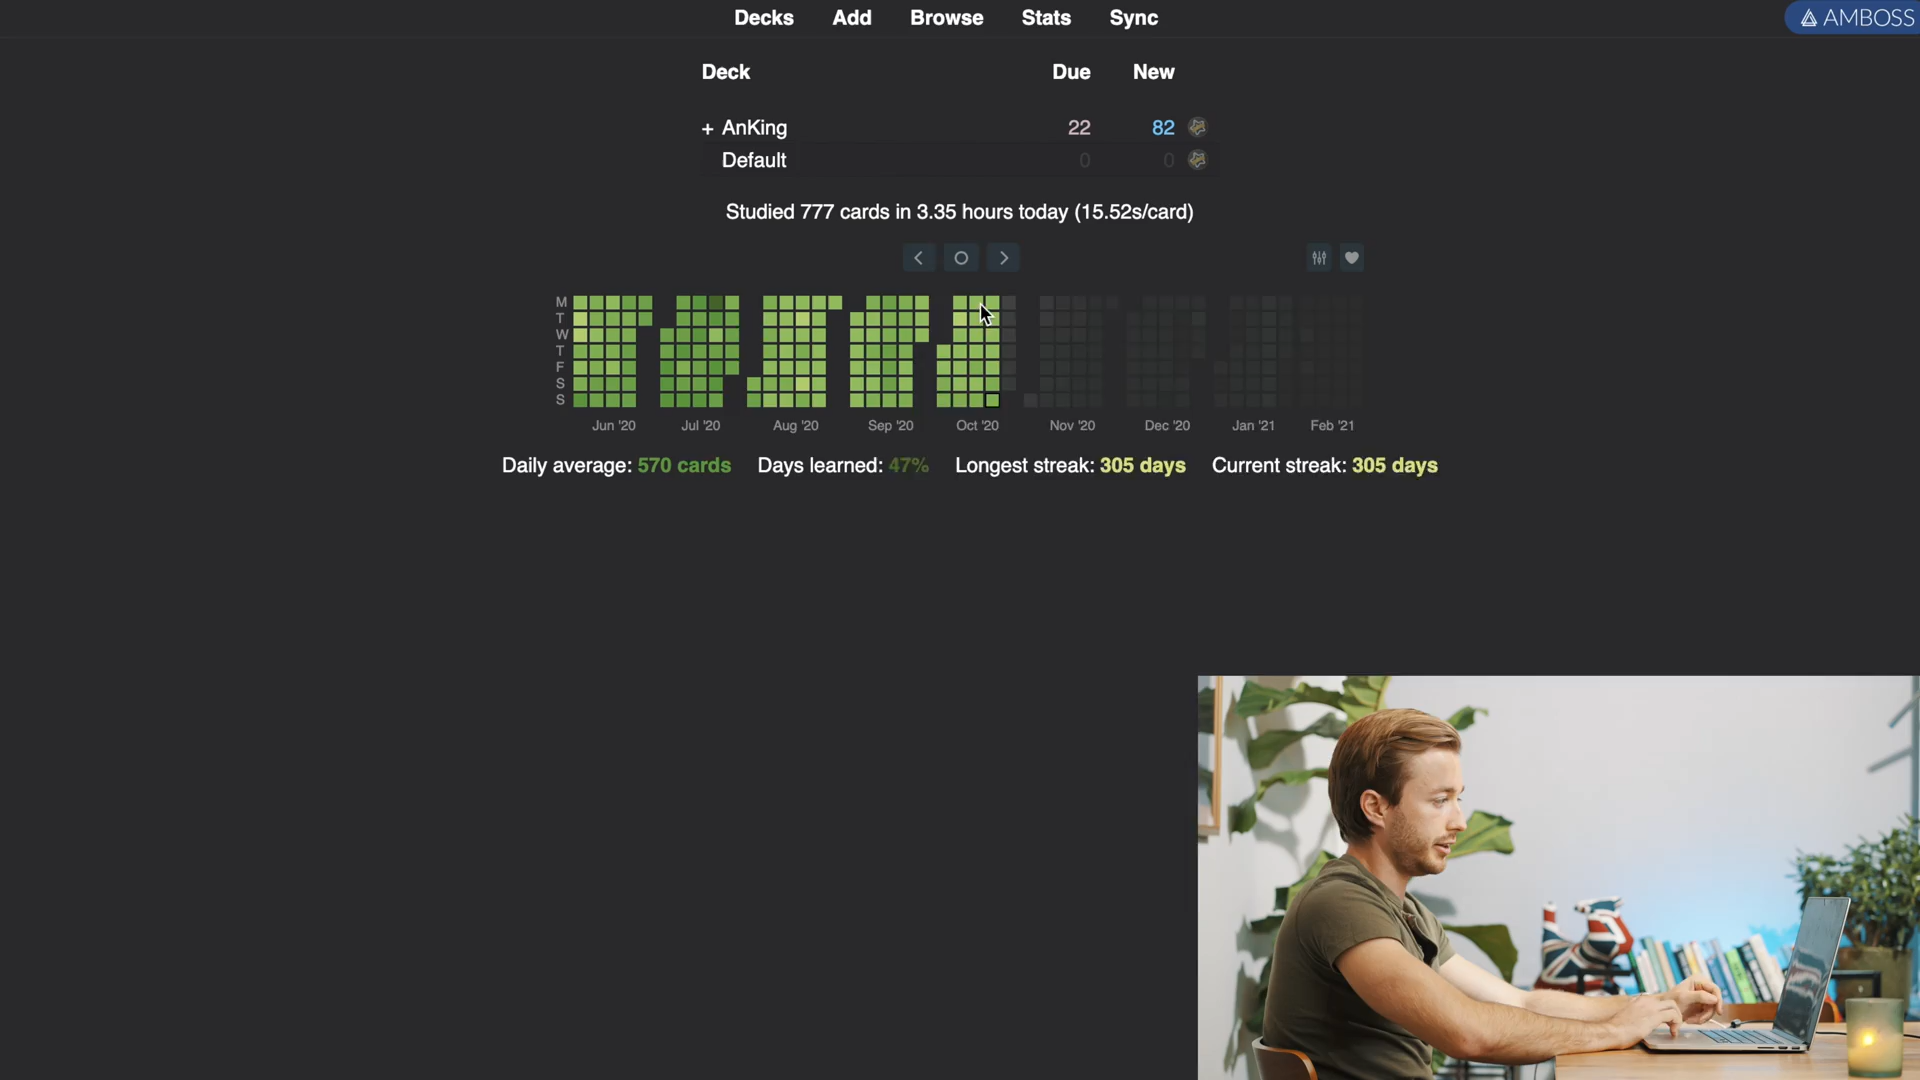 Decks Add Browse Stats Sync
AMBOSS
Deck Due New
+ AnKing 22 82
Default 0 0
Studied 777 cards in 3.35 hours today (15.52s/card)
M
T
W
T
F
S
S
Jun '20 Jul '20 Aug '20 Sep '20 Oct '20 Nov '20 Dec '20 Jan '21 Feb '21
Daily average: 570 cards Days learned: 47% Longest streak: 305 days Current streak: 305 days